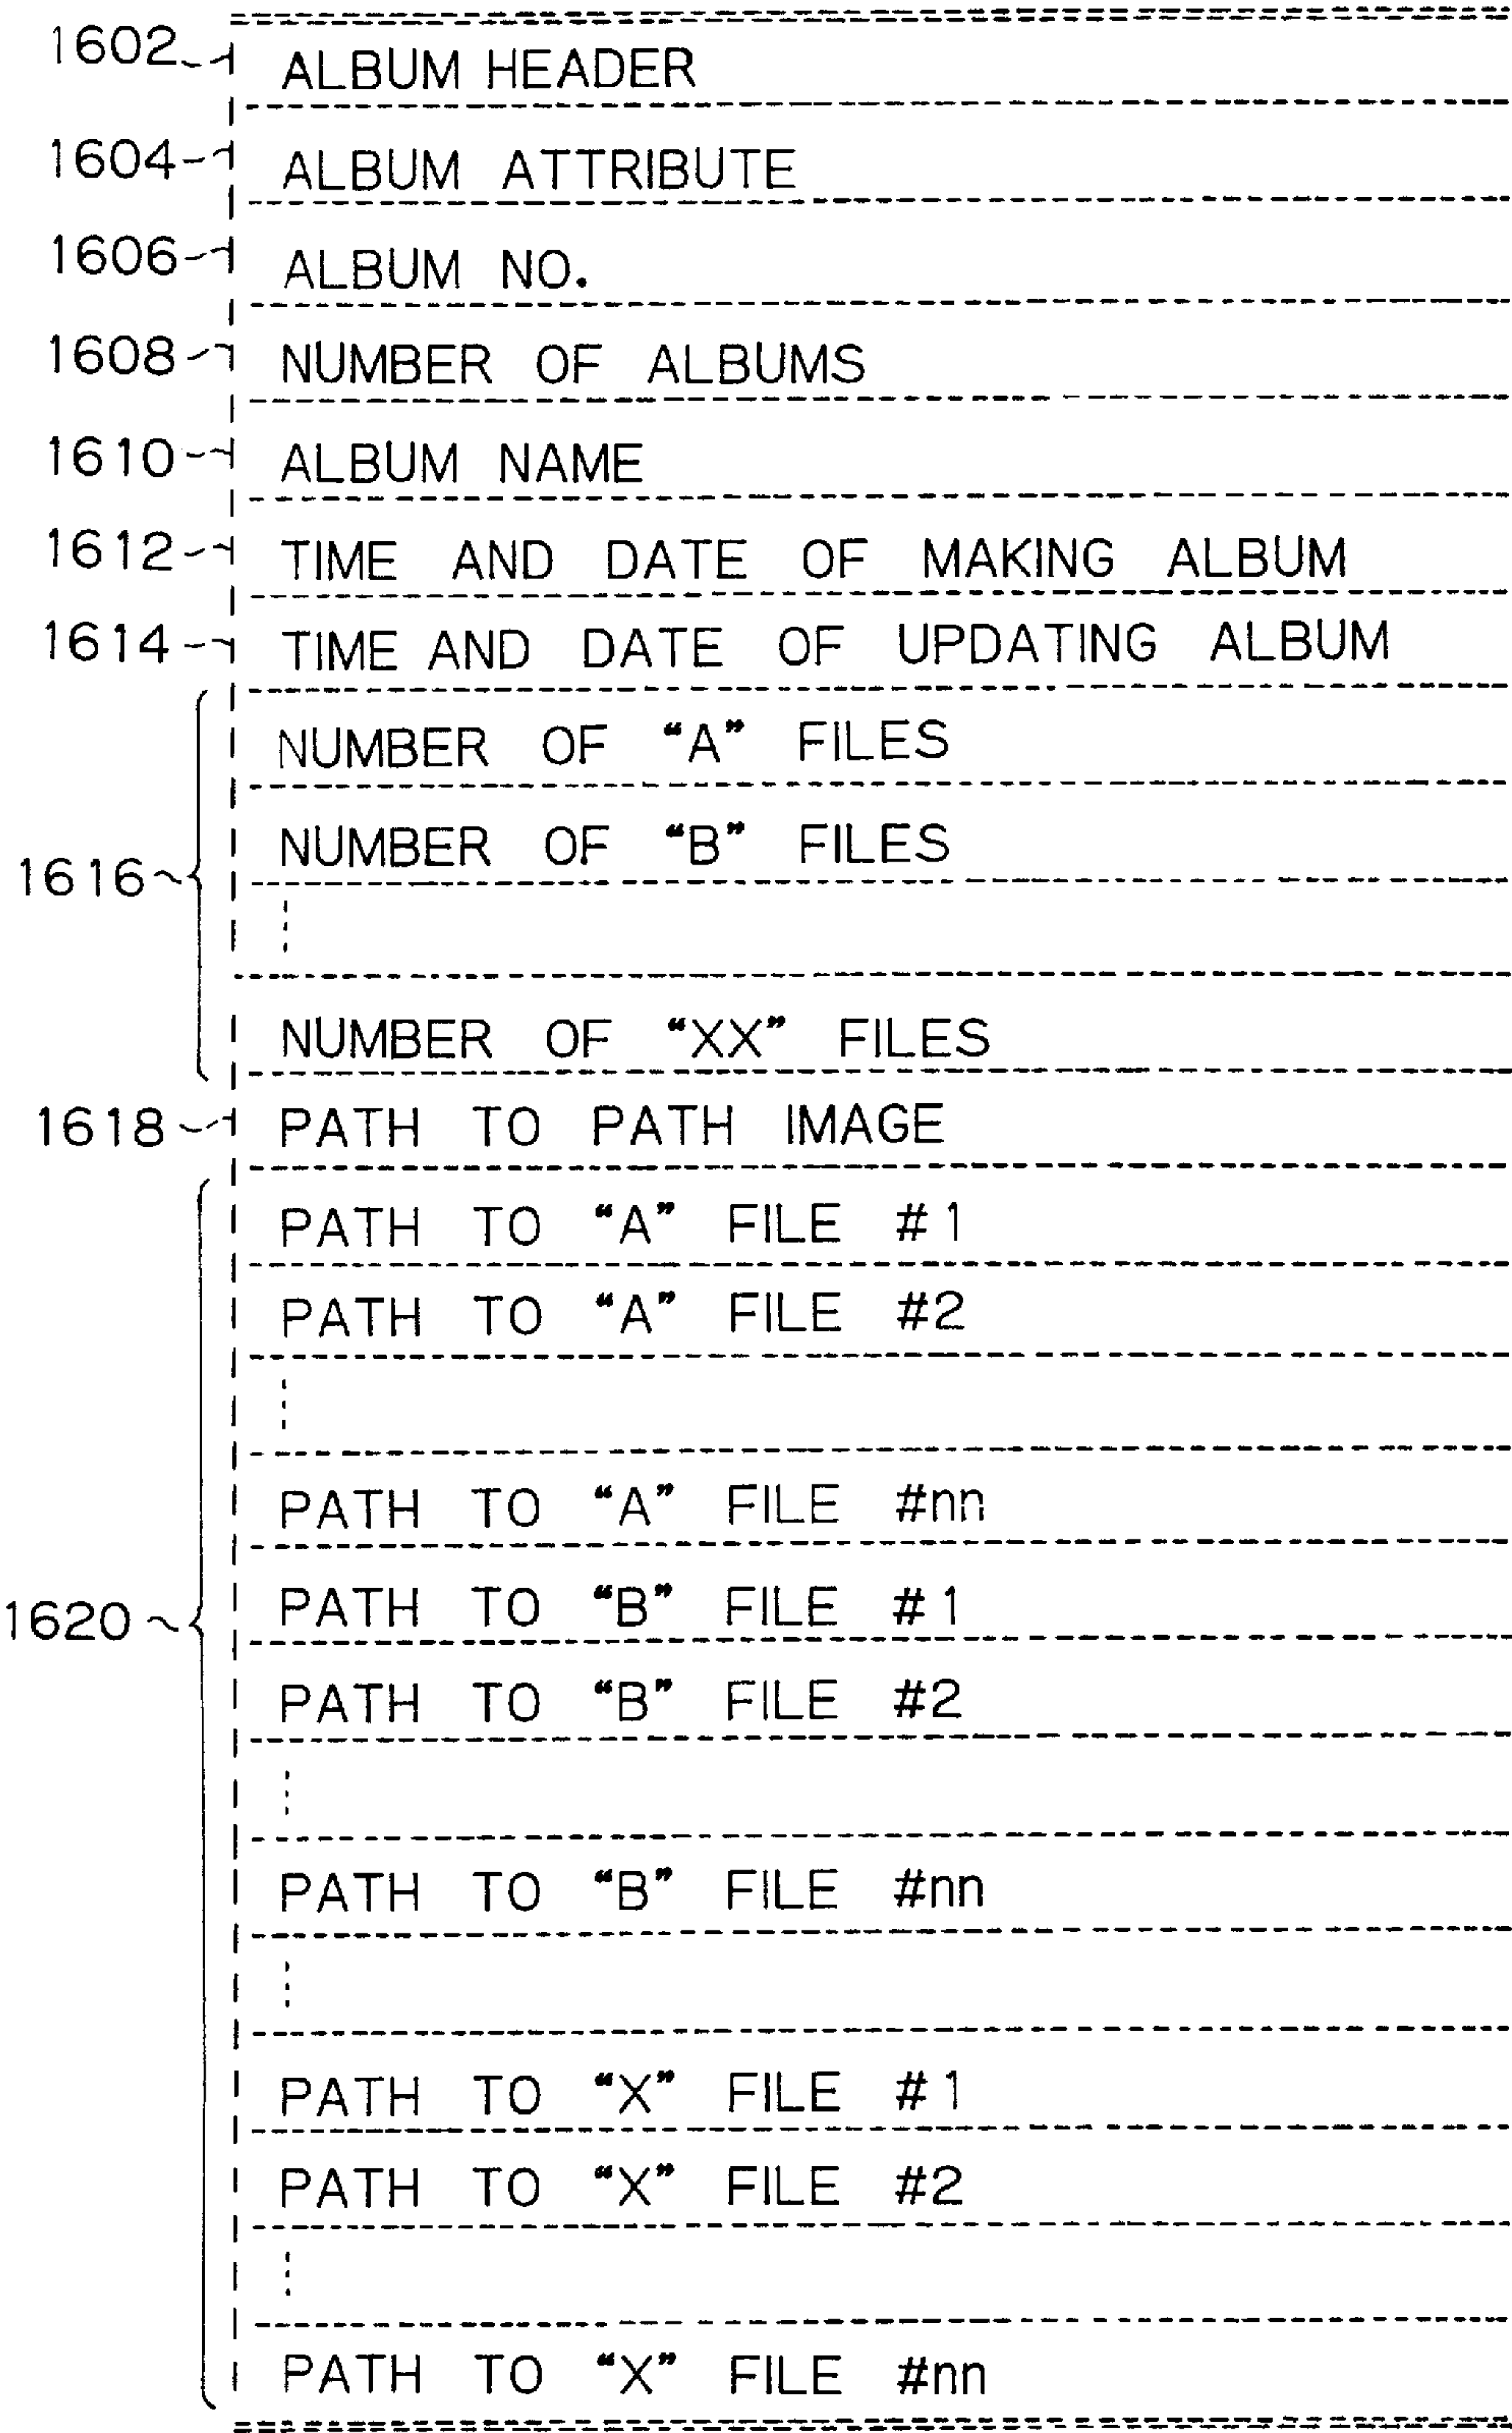 1602 ALBUM HEADER
1604 ALBUM ATTRIBUTE
1606 ALBUM NO.
1608 NUMBER OF ALBUMS
1610 ALBUM NAME
1612 TIME AND DATE OF MAKING ALBUM
1614 TIME AND DATE OF UPDATING ALBUM
NUMBER OF “A” FILES
NUMBER OF “B” FILES
1616
NUMBER OF “XX” FILES
1618 PATH TO PATH IMAGE
PATH TO “A” FILE #1
PATH TO “A” FILE #2
PATH TO “A” FILE #nn
1620 PATH TO “B” FILE #1
PATH TO “B” FILE #2
PATH TO “B” FILE #nn
PATH TO “X” FILE #1
PATH TO “X” FILE #2
PATH TO “X” FILE #nn